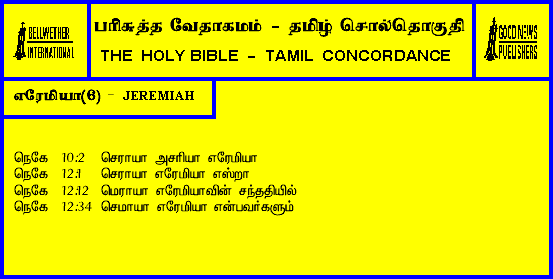 BELLWETHER
INTERNATIONAL
பரிசுத்த வேதாகமம் - தமிழ் சொல்தொகுதி
THE HOLY BIBLE - TAMIL CONCORDANCE
GOOD NEWS
PUBLISHERS
எரேமியா(6) - JEREMIAH
நெகே 10:2 செராயா அசரியா எரேமியா
நெகே 12:1 செராயா எரேமியா எஸ்றா
நெகே 12:12 மெராயா எரேமியாவின் சந்ததியில்
நெகே 12:34 செமாயா எரேமியா என்பவர்களும்